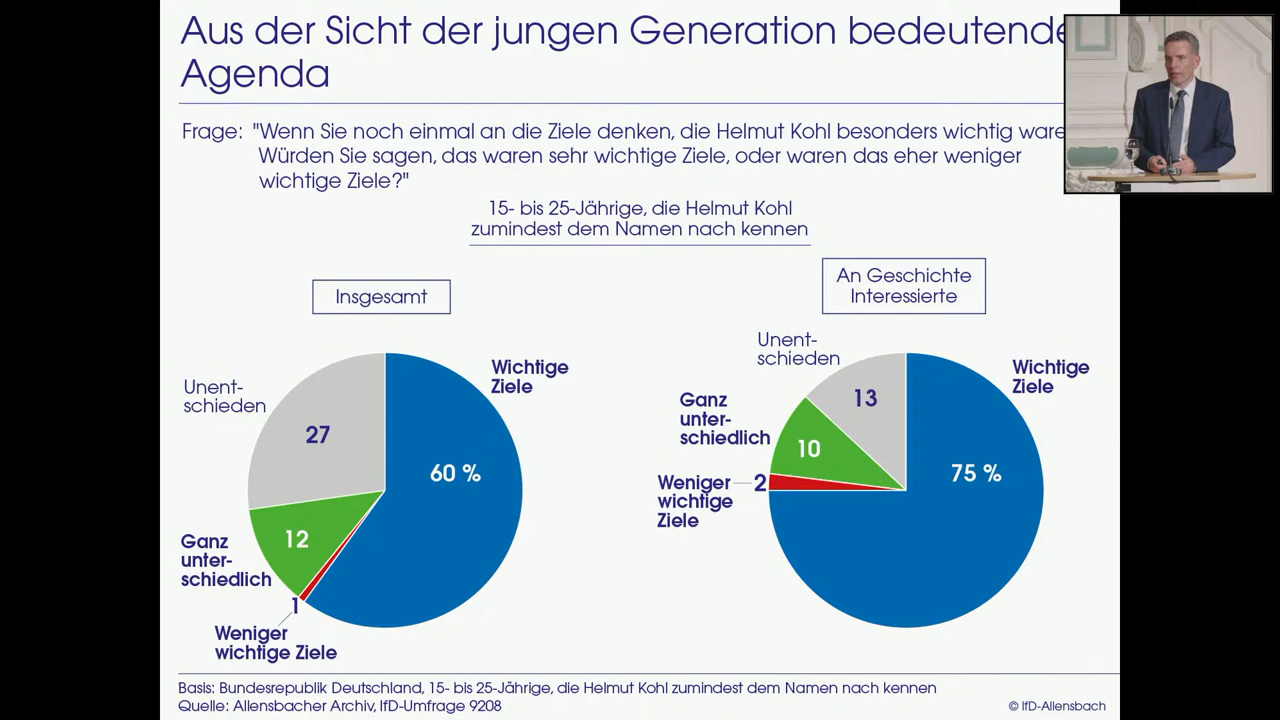 Aus der Sicht der jungen Generation bedeutende
Agenda
Frage: "Wenn Sie noch einmal an die Ziele denken, die Helmut Kohl besonders wichtig ware
Würden Sie sagen, das waren sehr wichtige Ziele, oder waren das eher weniger
wichtige Ziele?"
15- bis 25-Jährige, die Helmut Kohl
zumindest dem Namen nach kennen
Insgesamt
Unent-
schieden
27
Wichtige
Ziele
60 %
Ganz
unter-
schiedlich
12
1
Weniger
wichtige Ziele
An Geschichte
Interessierte
Unent-
schieden
13
Wichtige
Ziele
75 %
Ganz
unter-
schiedlich
10
Weniger
wichtige
Ziele
2
Basis: Bundesrepublik Deutschland, 15- bis 25-Jährige, die Helmut Kohl zumindest dem Namen nach kennen
Quelle: Allensbacher Archiv, IfD-Umfrage 9208
© IfD-Allensbach